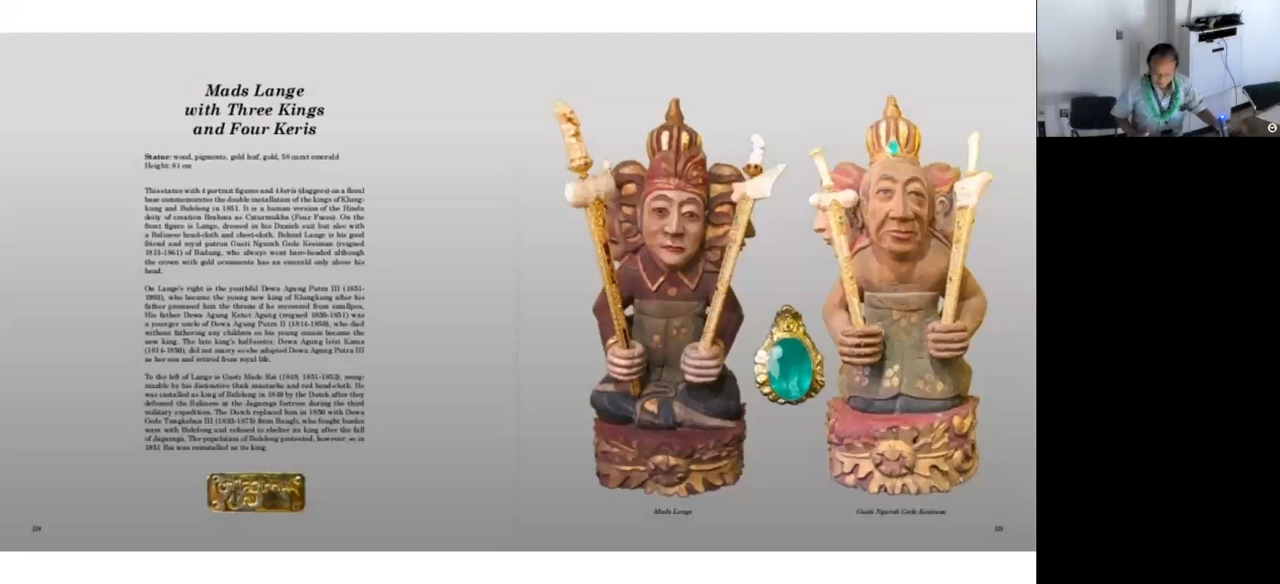 Mads Lange
with Three Kings
and Four Keris
Statue: wood, pigments, gold leaf, gold, 58 carat emerald
Height: 81 cm
This statue with 4 portrait figures and 4 keris (daggers) on a floral
base commemorates the double installation of the kings of Klung-
kung and Buleleng in 1851. It is a human version of the Hindu
deity of creation Brahma as Caturmukha (Four Faces). On the
front figure is Lange, dressed in his Danish suit but also with
a Balinese head-cloth and chest-cloth. Behind Lange is his good
friend and royal patron Gusti Ngurah Gede Kesiman (reigned
1813-1861) of Badung, who always went bare-headed although
the crown with gold ornaments has an emerald only above his
head.
On Lange's right is the youthful Dewa Agung Putra III (1851-
1903), who became the young new king of Klungkung after his
father promised him the throne if he recovered from smallpox.
His father Dewa Agung Ketut Agung (reigned 1850-1851) was
a younger uncle of Dewa Agung Putra II (1814-1850), who died
without fathering any children so his young cousin became the
new king. The late king's half-sister, Dewa Agung Istri Kania
(1814-1850), did not marry so she adopted Dewa Agung Putra III
as her son and retired from royal life.
To the left of Lange is Gusti Made Rai (1849, 1851-1853), recog-
nizable by his distinctive thick mustache and red head-cloth. He
was installed as king of Buleleng in 1849 by the Dutch after they
defeated the Balinese at the Jagaraga fortress during the third
military expedition. The Dutch replaced him in 1850 with Dewa
Gede Tangkeban III (1833-1875) from Bangli, who fought border
wars with Buleleng and refused to shelter its king after the fall
of Jagaraga. The population of Buleleng protested, however, so in
1851 Rai was reinstalled as its king.
324
Mads Lange
Gusti Ngurah Gede Kesiman
325